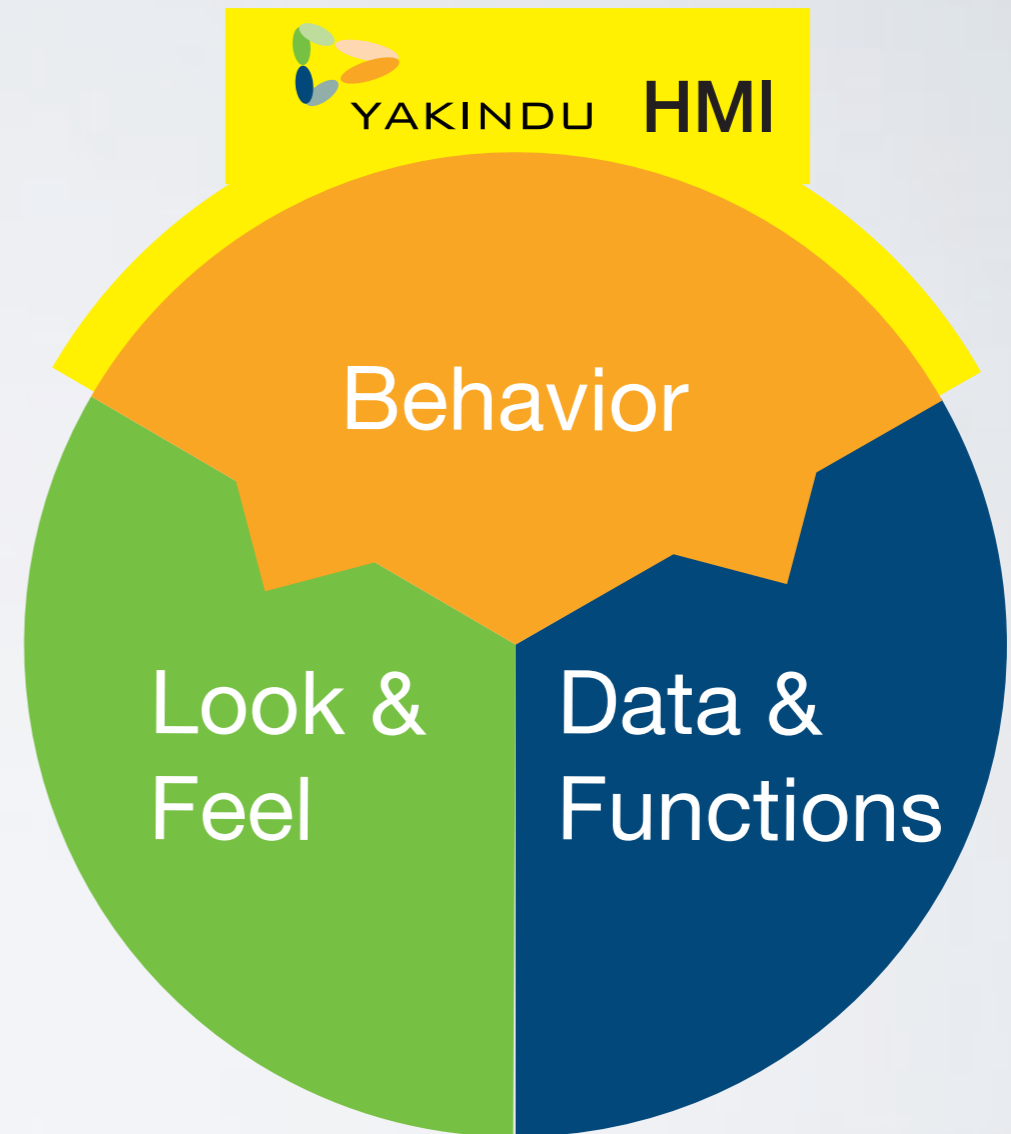 YAKINDU HMI
Behavior
Look &
Feel
Data &
Functions